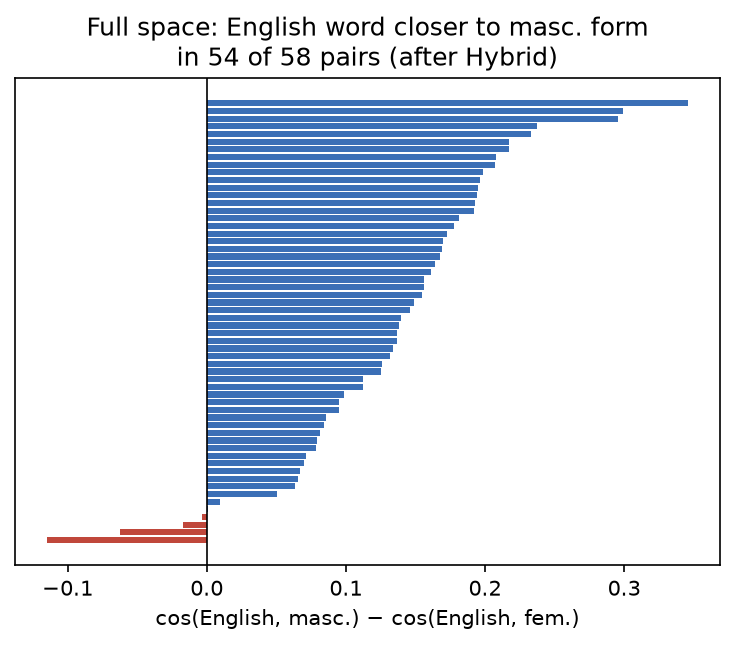 Full space: English word closer to masc. form
in 54 of 58 pairs (after Hybrid)
−0.1 0.0 0.1 0.2 0.3
cos(English, masc.) − cos(English, fem.)